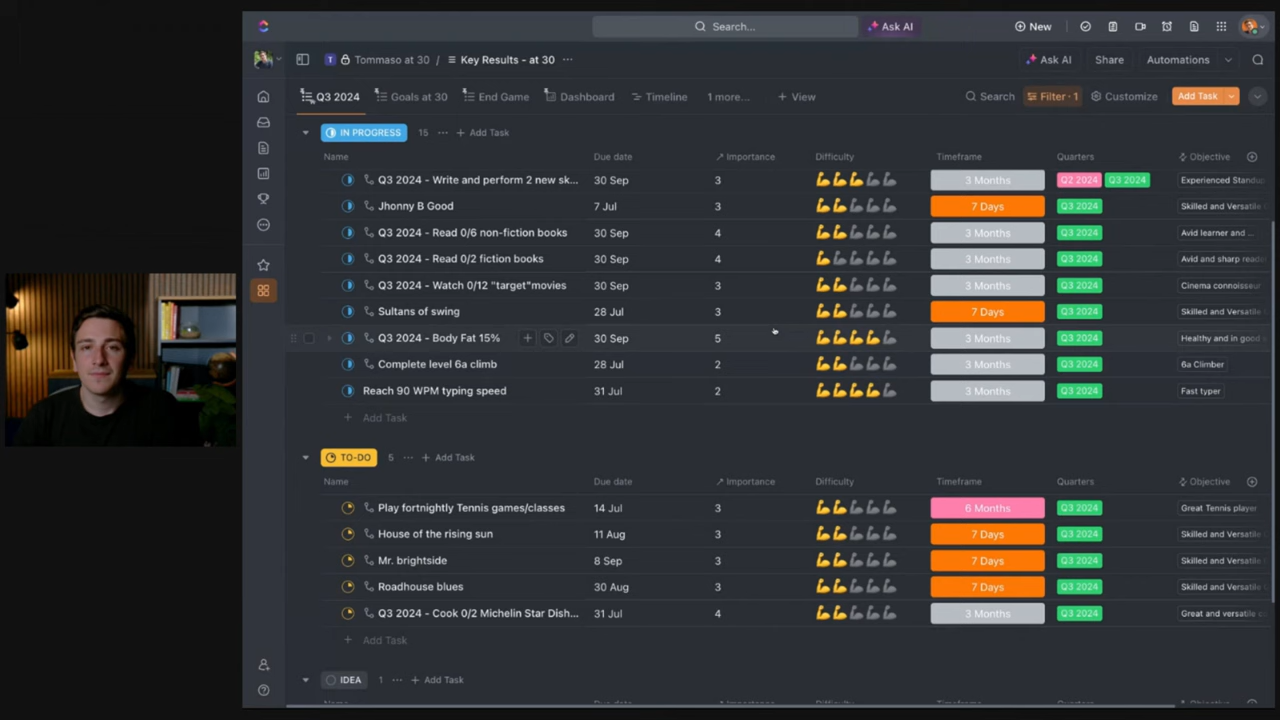 Search...
Ask AI
New
T Tommaso at 30 / Key Results - at 30 ...
Ask AI
Share
Automations
Q3 2024
Goals at 30
End Game
Dashboard
Timeline
1 more...
+ View
Search
Filter · 1
Customize
Add Task
IN PROGRESS 15 ... + Add Task
Name Due date ↗ Importance Difficulty Timeframe Quarters Objective
Q3 2024 - Write and perform 2 new sk... 30 Sep 3 3 Months Q2 2024 Q3 2024 Experienced Standu
Jhonny B Good 7 Jul 3 7 Days Q3 2024 Skilled and Versatile
Q3 2024 - Read 0/6 non-fiction books 30 Sep 4 3 Months Q3 2024 Avid learner and ...
Q3 2024 - Read 0/2 fiction books 30 Sep 4 3 Months Q3 2024 Avid and sharp reade
Q3 2024 - Watch 0/12 "target"movies 30 Sep 3 3 Months Q3 2024 Cinema connoisseur
Sultans of swing 28 Jul 3 7 Days Q3 2024 Skilled and Versatile
Q3 2024 - Body Fat 15% 30 Sep 5 3 Months Q3 2024 Healthy and in good
Complete level 6a climb 28 Jul 2 3 Months Q3 2024 6a Climber
Reach 90 WPM typing speed 31 Jul 2 3 Months Q3 2024 Fast typer
+ Add Task
TO-DO 5 ... + Add Task
Name Due date ↗ Importance Difficulty Timeframe Quarters Objective
Play fortnightly Tennis games/classes 14 Jul 3 6 Months Q3 2024 Great Tennis player
House of the rising sun 11 Aug 3 7 Days Q3 2024 Skilled and Versatile
Mr. brightside 8 Sep 3 7 Days Q3 2024 Skilled and Versatile
Roadhouse blues 30 Aug 3 7 Days Q3 2024 Skilled and Versatile
Q3 2024 - Cook 0/2 Michelin Star Dish... 31 Jul 4 3 Months Q3 2024 Great and versatile
+ Add Task
IDEA 1 ... + Add Task